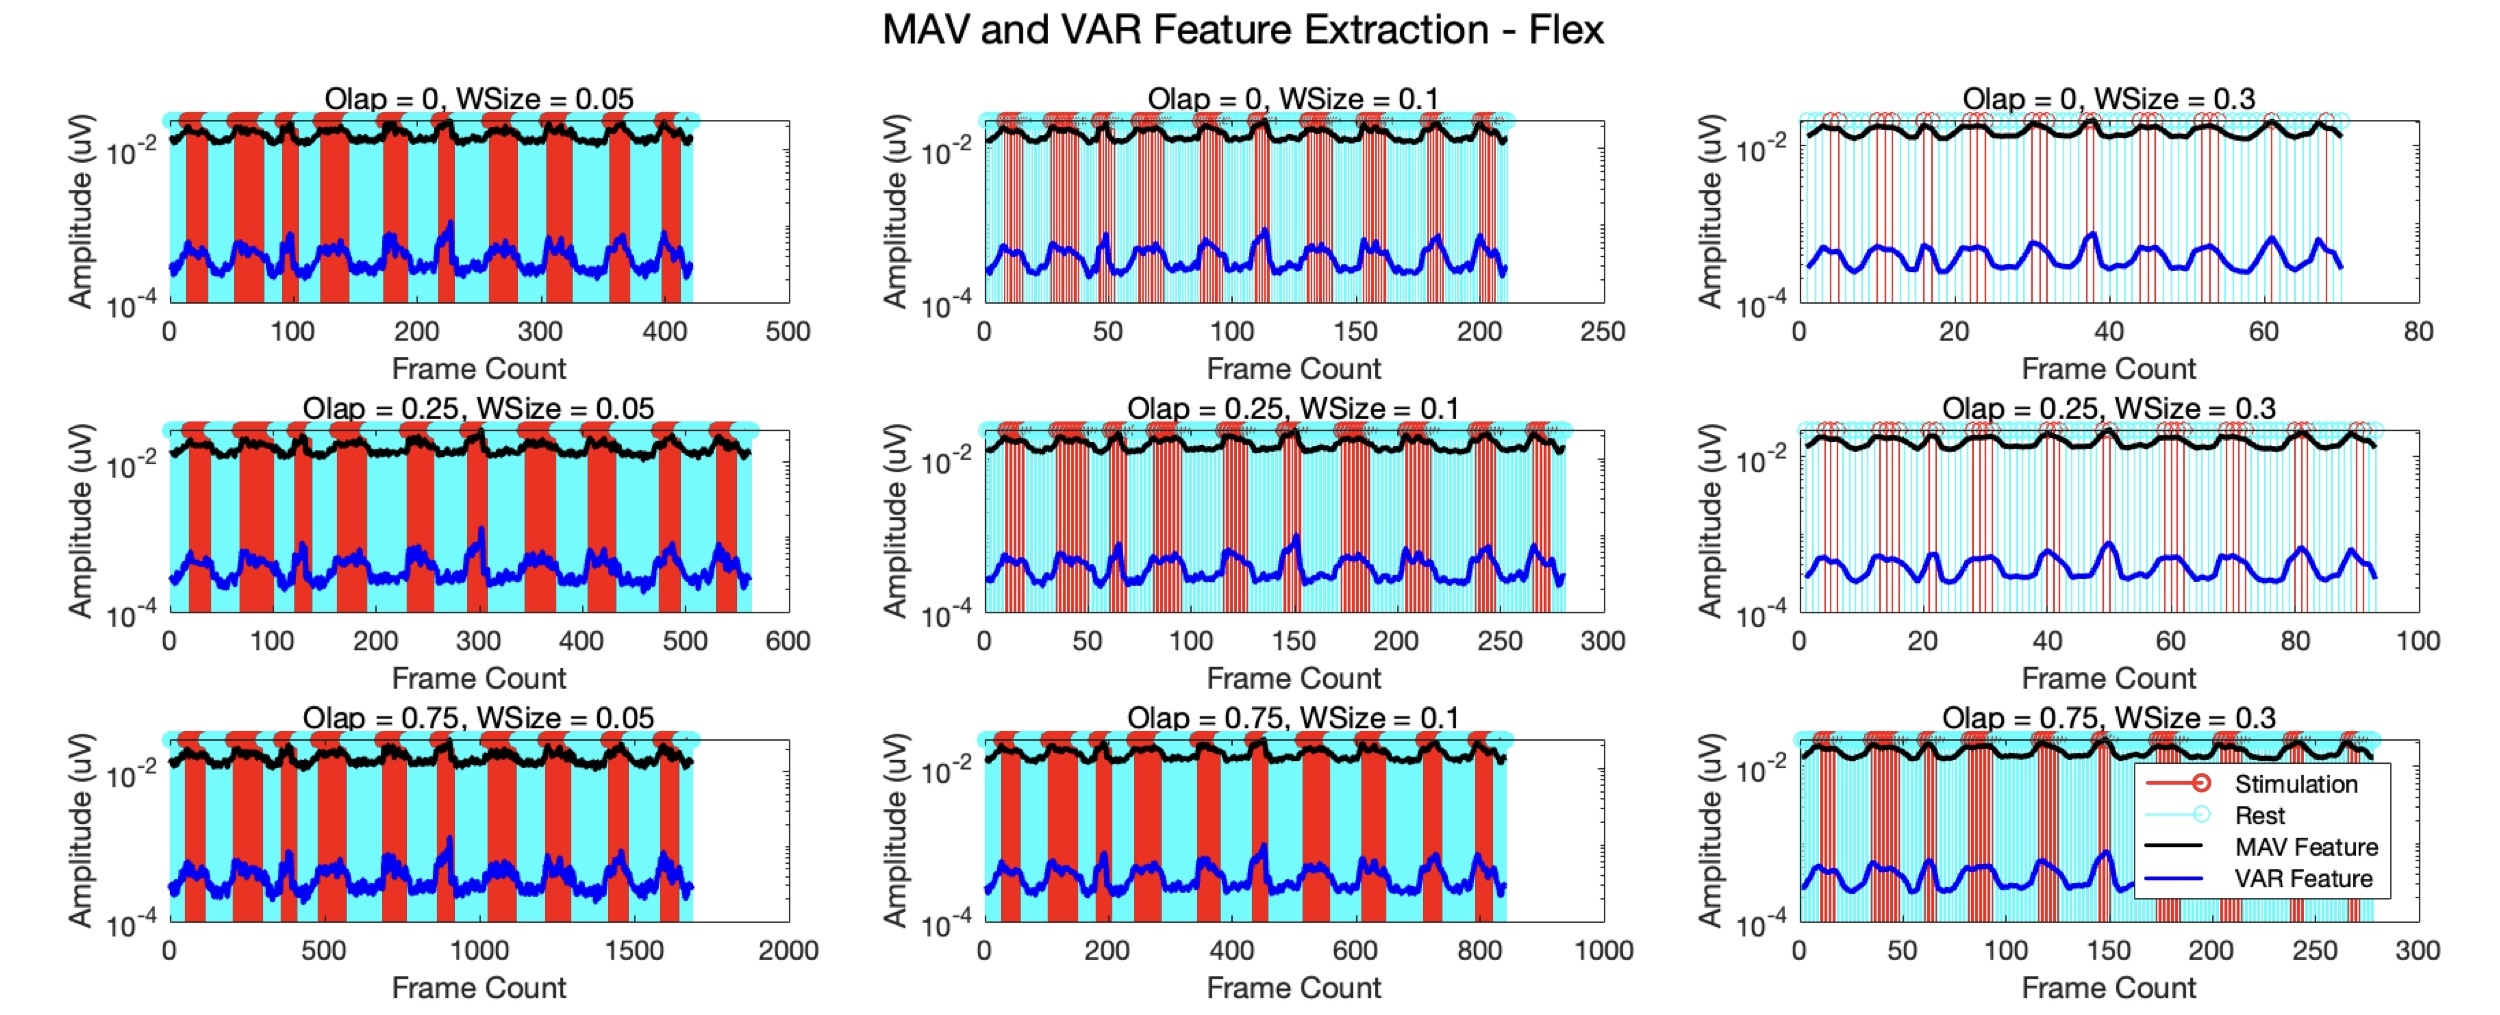 MAV and VAR Feature Extraction - Flex
Olap = 0, WSize = 0.05
Amplitude (uV)
10-2
10-4
0 100 200 300 400 500
Frame Count
Olap = 0, WSize = 0.1
Amplitude (uV)
10-2
10-4
0 50 100 150 200 250
Frame Count
Olap = 0, WSize = 0.3
Amplitude (uV)
10-2
10-4
0 20 40 60 80
Frame Count
Olap = 0.25, WSize = 0.05
Amplitude (uV)
10-2
10-4
0 100 200 300 400 500 600
Frame Count
Olap = 0.25, WSize = 0.1
Amplitude (uV)
10-2
10-4
0 50 100 150 200 250 300
Frame Count
Olap = 0.25, WSize = 0.3
Amplitude (uV)
10-2
10-4
0 20 40 60 80 100
Frame Count
Olap = 0.75, WSize = 0.05
Amplitude (uV)
10-2
10-4
0 500 1000 1500 2000
Frame Count
Olap = 0.75, WSize = 0.1
Amplitude (uV)
10-2
10-4
0 200 400 600 800 1000
Frame Count
Olap = 0.75, WSize = 0.3
Amplitude (uV)
10-2
10-4
0 50 100 150 200 250 300
Frame Count
Stimulation
Rest
MAV Feature
VAR Feature